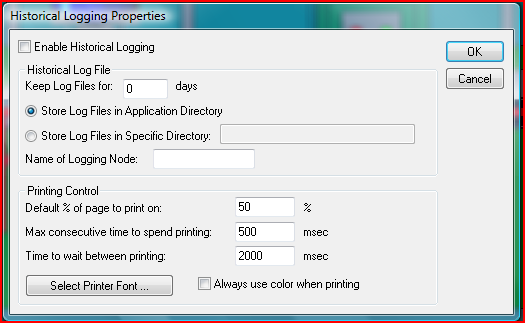 Historical Logging Properties
Enable Historical Logging
OK
Cancel
Historical Log File
Keep Log Files for: 0 days
Store Log Files in Application Directory
Store Log Files in Specific Directory:
Name of Logging Node:
Printing Control
Default % of page to print on: 50 %
Max consecutive time to spend printing: 500 msec
Time to wait between printing: 2000 msec
Select Printer Font ... Always use color when printing